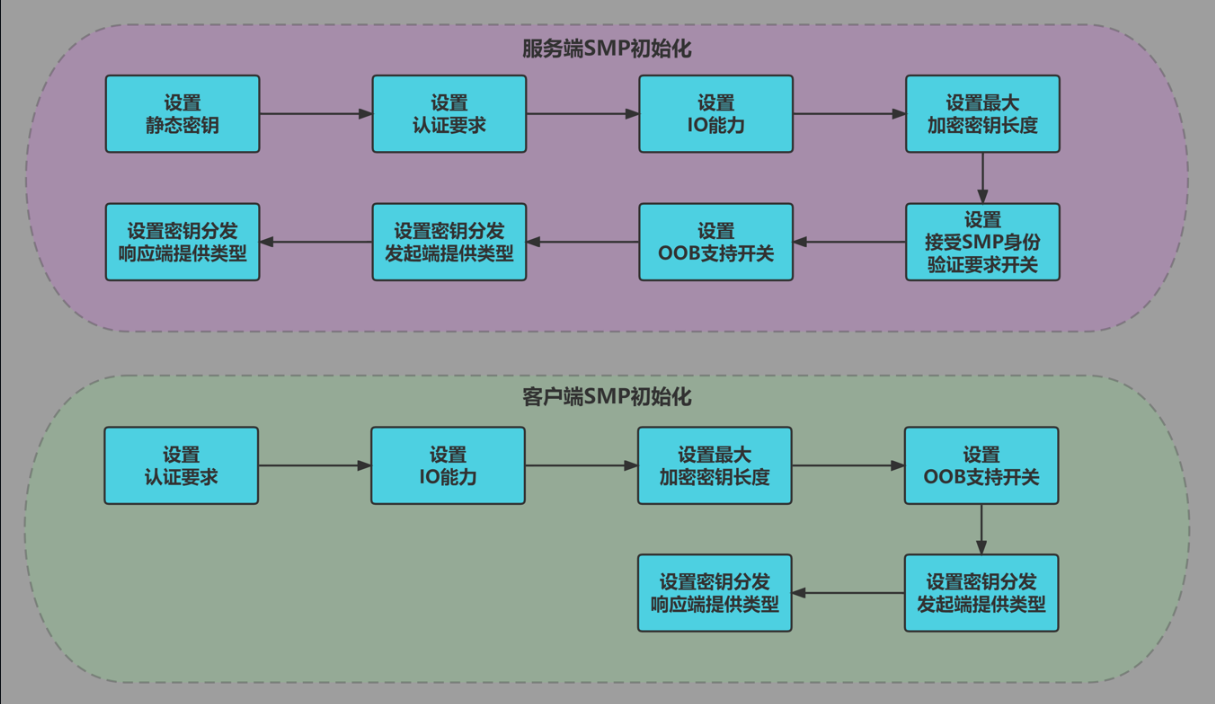 服务端SMP初始化
设置
静态密钥
设置
认证要求
设置
IO能力
设置最大
加密密钥长度
设置
接受SMP身份
验证要求开关
设置
OOB支持开关
设置密钥分发
发起端提供类型
设置密钥分发
响应端提供类型
客户端SMP初始化
设置
认证要求
设置
IO能力
设置最大
加密密钥长度
设置
OOB支持开关
设置密钥分发
发起端提供类型
设置密钥分发
响应端提供类型